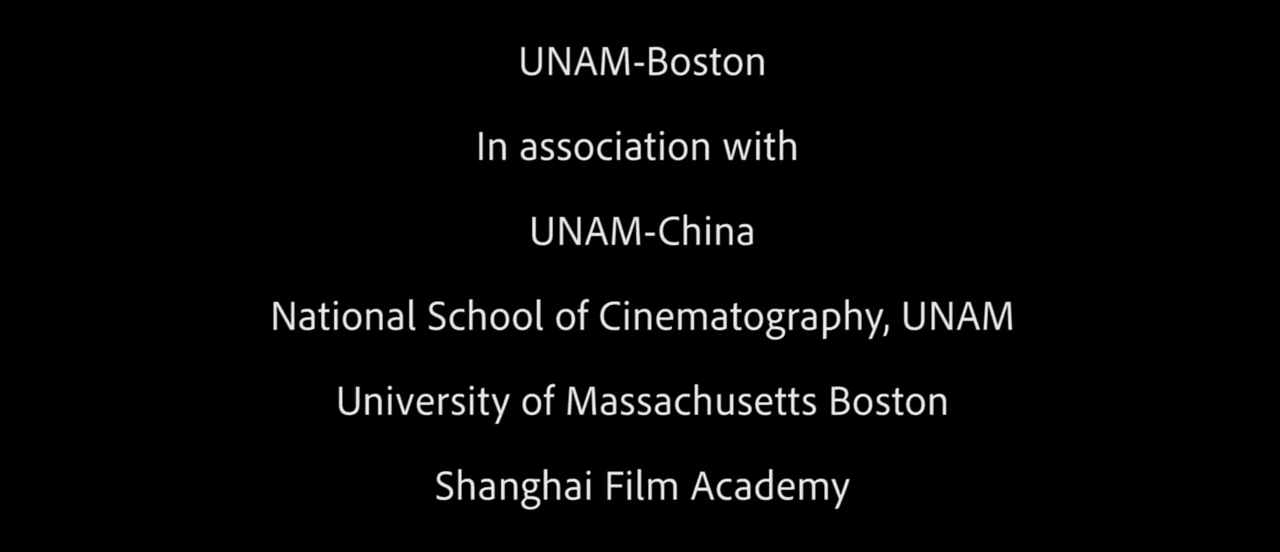 UNAM-Boston
In association with
UNAM-China
National School of Cinematography, UNAM
University of Massachusetts Boston
Shanghai Film Academy